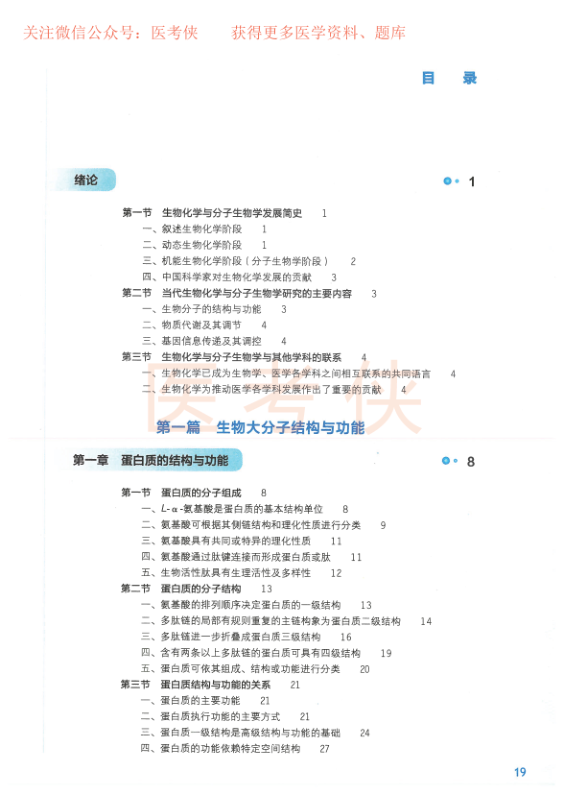 关注微信公众号：医考侠　　获得更多医学资料、题库
目　录
绪论　　1
第一节　生物化学与分子生物学发展简史　1
一、叙述生物化学阶段　1
二、动态生物化学阶段　1
三、机能生物化学阶段（分子生物学阶段）　2
四、中国科学家对生物化学发展的贡献　3
第二节　当代生物化学与分子生物学研究的主要内容　3
一、生物分子的结构与功能　3
二、物质代谢及其调节　4
三、基因信息传递及其调控　4
第三节　生物化学与分子生物学与其他学科的联系　4
一、生物化学已成为生物学、医学各学科之间相互联系的共同语言　4
二、生物化学为推动医学各学科发展作出了重要的贡献　4
医考侠
第一篇　生物大分子结构与功能
第一章　蛋白质的结构与功能　　8
第一节　蛋白质的分子组成　8
一、L-α-氨基酸是蛋白质的基本结构单位　8
二、氨基酸可根据其侧链结构和理化性质进行分类　9
三、氨基酸具有共同或特异的理化性质　11
四、氨基酸通过肽键连接而形成蛋白质或肽　11
五、生物活性肽具有生理活性及多样性　12
第二节　蛋白质的分子结构　13
一、氨基酸的排列顺序决定蛋白质的一级结构　13
二、多肽链的局部有规则重复的主链构象为蛋白质二级结构　14
三、多肽链进一步折叠成蛋白质三级结构　16
四、含有两条以上多肽链的蛋白质可具有四级结构　19
五、蛋白质可依其组成、结构或功能进行分类　20
第三节　蛋白质结构与功能的关系　21
一、蛋白质的主要功能　21
二、蛋白质执行功能的主要方式　21
三、蛋白质一级结构是高级结构与功能的基础　24
四、蛋白质的功能依赖特定空间结构　27
19